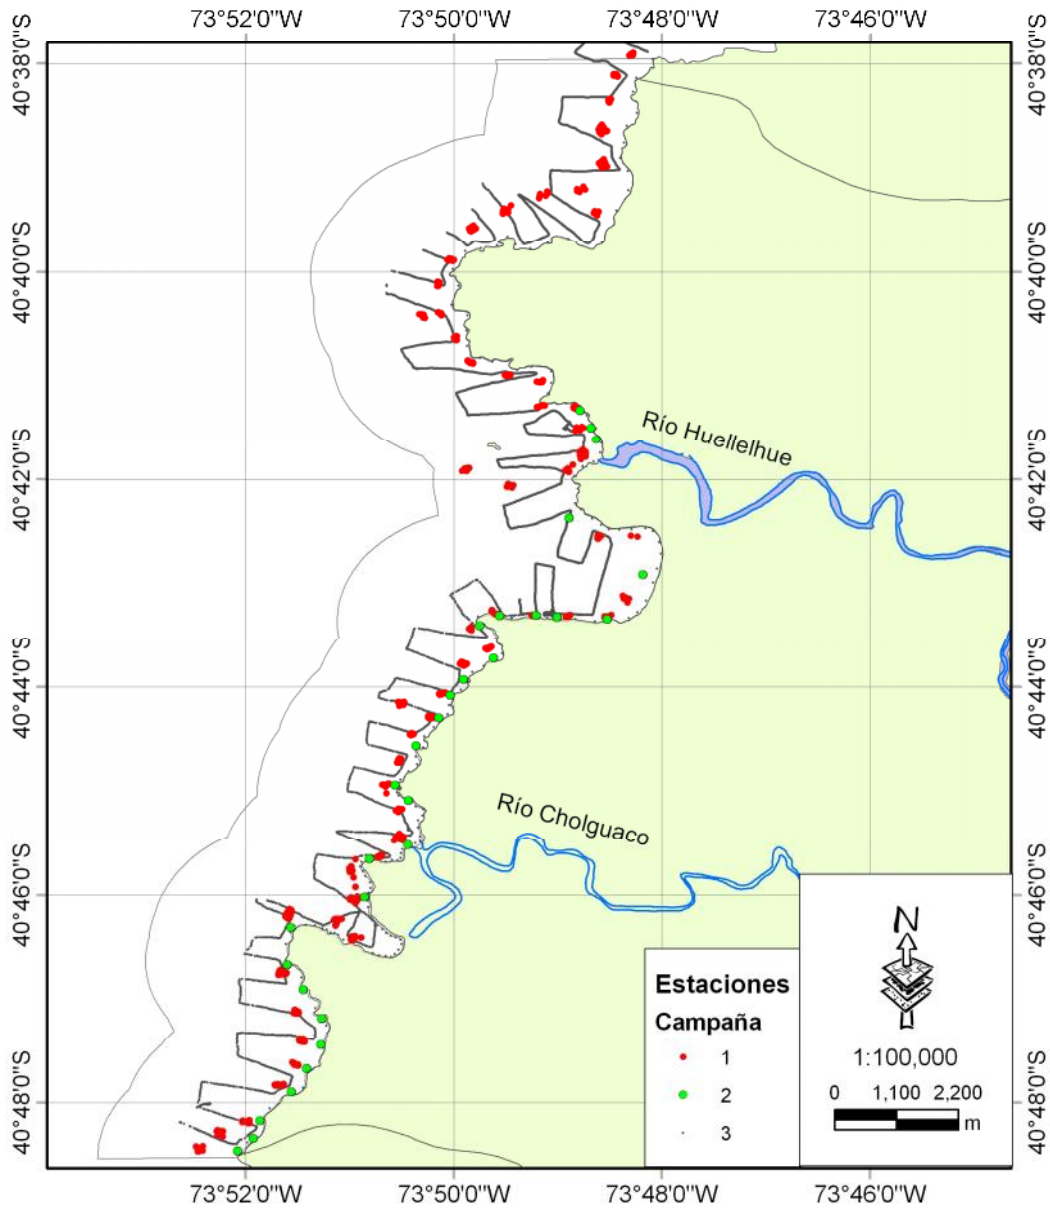 73°52'0"W 73°50'0"W 73°48'0"W 73°46'0"W
40°38'0"S 40°38'0"S
40°40'0"S 40°40'0"S
Río Huellelhue
40°42'0"S 40°42'0"S
40°44'0"S 40°44'0"S
Río Cholguaco
40°46'0"S 40°46'0"S
N
Estaciones
Campaña
1
2
3
1:100,000
0 1,100 2,200
m
40°48'0"S 40°48'0"S
73°52'0"W 73°50'0"W 73°48'0"W 73°46'0"W